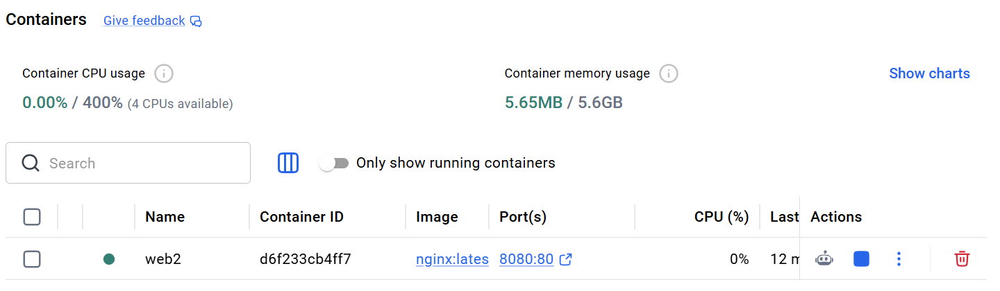 Containers Give feedback
Container CPU usage Container memory usage Show charts
0.00% / 400% (4 CPUs available) 5.65MB / 5.6GB
Search Only show running containers
Name Container ID Image Port(s) CPU (%) Last Actions
web2 d6f233cb4ff7 nginx:lates 8080:80 0% 12 m